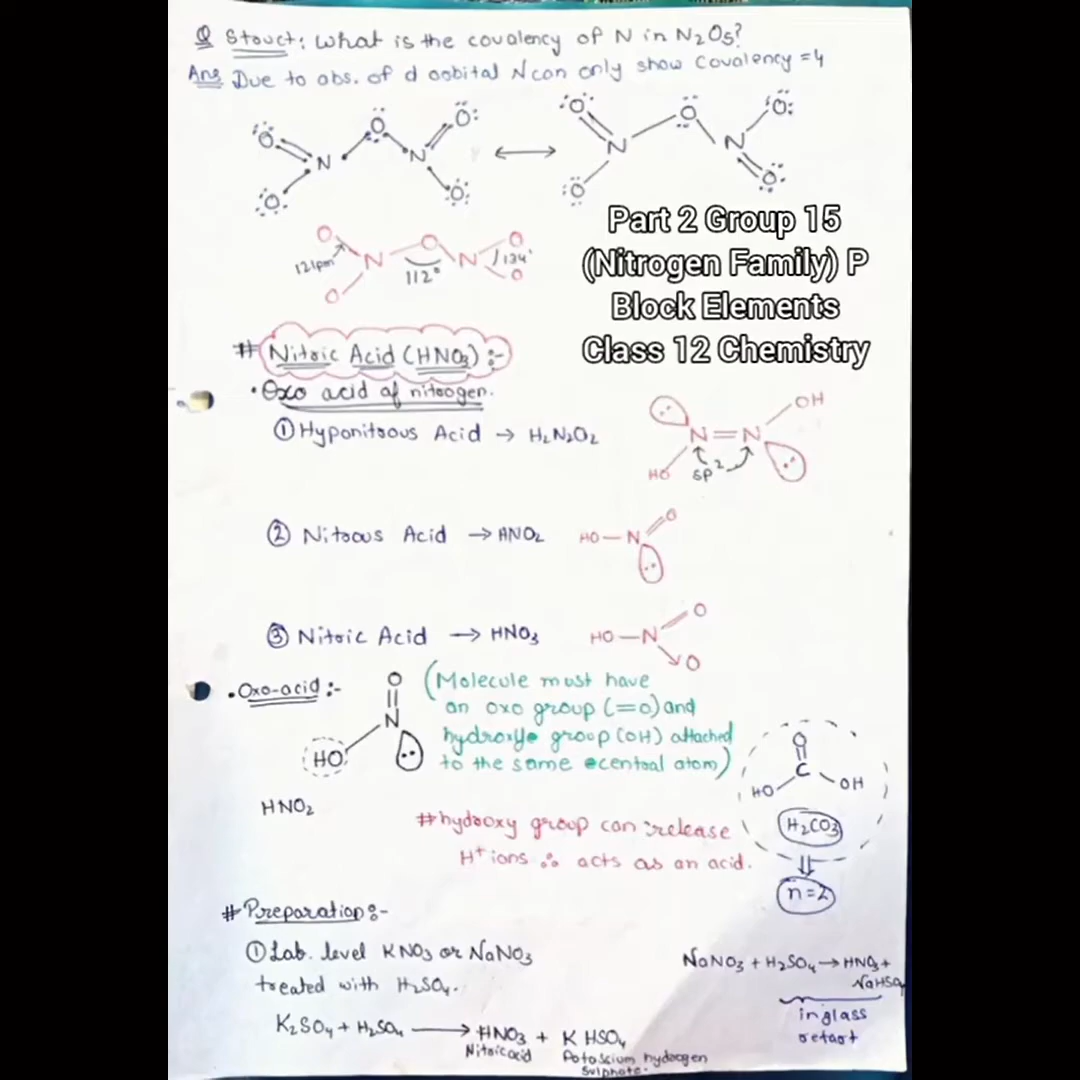 Q Stouct: What is the covalency of N in N2O5?
Ans Due to abs. of d oobital N can only show Covalency = 4
O O O N N O O
O O O N N O O
Part 2 Group 15
(Nitrogen Family) P
Block Elements
Class 12 Chemistry
O O O N N O O
121pm 112° 134°
# Nitric Acid (HNO3) :-
• Oxo acid of nitrogen.
① Hyponitrous Acid → H2N2O2
N=N OH HO SP2
② Nitrous Acid → HNO2 HO—N O
③ Nitric Acid → HNO3 HO—N O O
• Oxo-acid :- O N HO
(Molecule must have
an oxo group (=O) and
hydroxye group (OH) attached
to the same ecentral atom)
HNO2
O C HO OH
H2CO3
n=2
# hydroxy group can release
H+ ions ∴ acts as an acid.
# Preparation :-
① Lab. level KNO3 or NaNO3
treated with H2SO4.
K2SO4 + H2SO4 → HNO3 + K HSO4
Nitric acid Potascium hydrogen
Sulphate.
NaNO3 + H2SO4 → HNO3 +
NaHSO4
in glass
retort